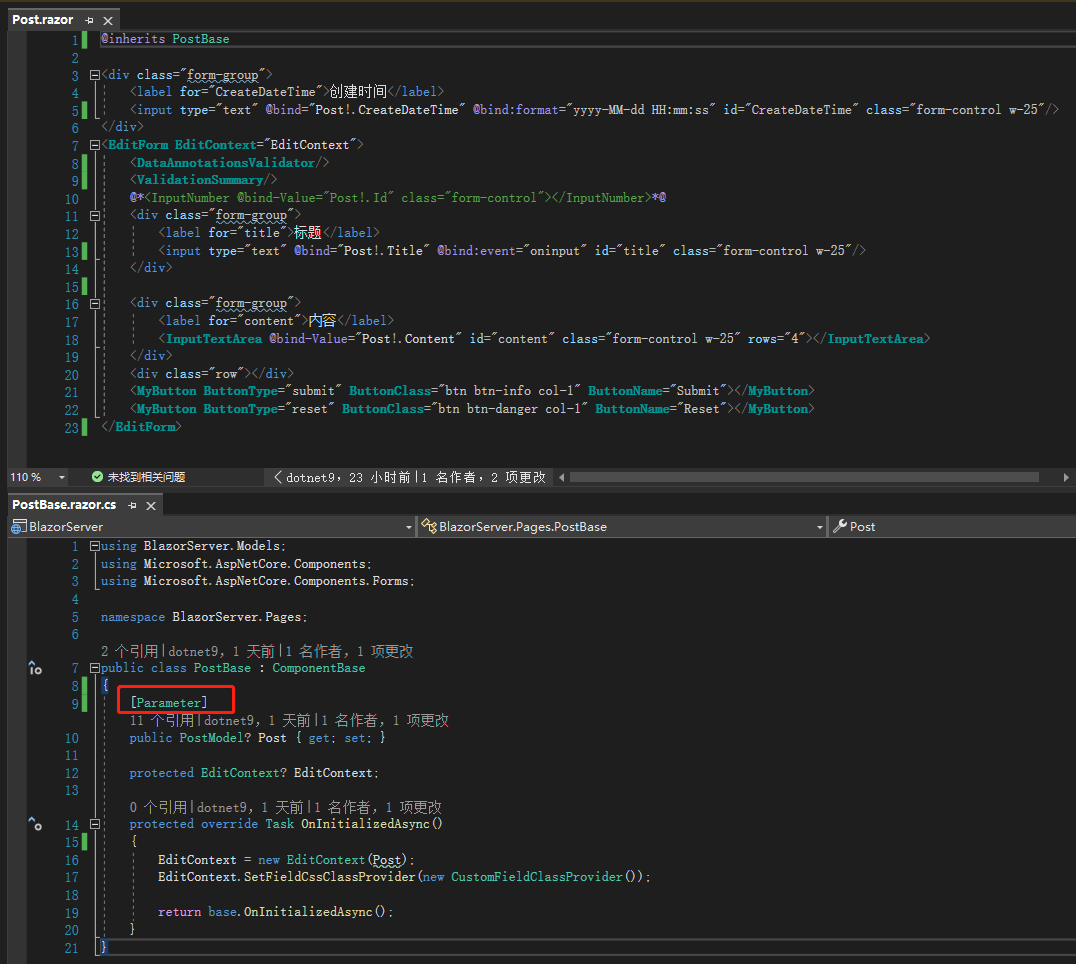 Post.razor
1 @inherits PostBase
2
3 <div class="form-group">
4 <label for="CreateDateTime">创建时间</label>
5 <input type="text" @bind="Post!.CreateDateTime" @bind:format="yyyy-MM-dd HH:mm:ss" id="CreateDateTime" class="form-control w-25"/>
6 </div>
7 <EditForm EditContext="EditContext">
8 <DataAnnotationsValidator/>
9 <ValidationSummary/>
10 @*<InputNumber @bind-Value="Post!.Id" class="form-control"></InputNumber>*@
11 <div class="form-group">
12 <label for="title">标题</label>
13 <input type="text" @bind="Post!.Title" @bind:event="oninput" id="title" class="form-control w-25"/>
14 </div>
15
16 <div class="form-group">
17 <label for="content">内容</label>
18 <InputTextArea @bind-Value="Post!.Content" id="content" class="form-control w-25" rows="4"></InputTextArea>
19 </div>
20 <div class="row"></div>
21 <MyButton ButtonType="submit" ButtonClass="btn btn-info col-1" ButtonName="Submit"></MyButton>
22 <MyButton ButtonType="reset" ButtonClass="btn btn-danger col-1" ButtonName="Reset"></MyButton>
23 </EditForm>
110 % 未找到相关问题 dotnet9，23 小时前|1 名作者，2 项更改
PostBase.razor.cs
BlazorServer BlazorServer.Pages.PostBase Post
1 using BlazorServer.Models;
2 using Microsoft.AspNetCore.Components;
3 using Microsoft.AspNetCore.Components.Forms;
4
5 namespace BlazorServer.Pages;
6
2 个引用|dotnet9，1 天前|1 名作者，1 项更改
7 public class PostBase : ComponentBase
8 {
9 [Parameter]
11 个引用|dotnet9，1 天前|1 名作者，1 项更改
10 public PostModel? Post { get; set; }
11
12 protected EditContext? EditContext;
13
0 个引用|dotnet9，1 天前|1 名作者，1 项更改
14 protected override Task OnInitializedAsync()
15 {
16 EditContext = new EditContext(Post);
17 EditContext.SetFieldCssClassProvider(new CustomFieldClassProvider());
18
19 return base.OnInitializedAsync();
20 }
21 }